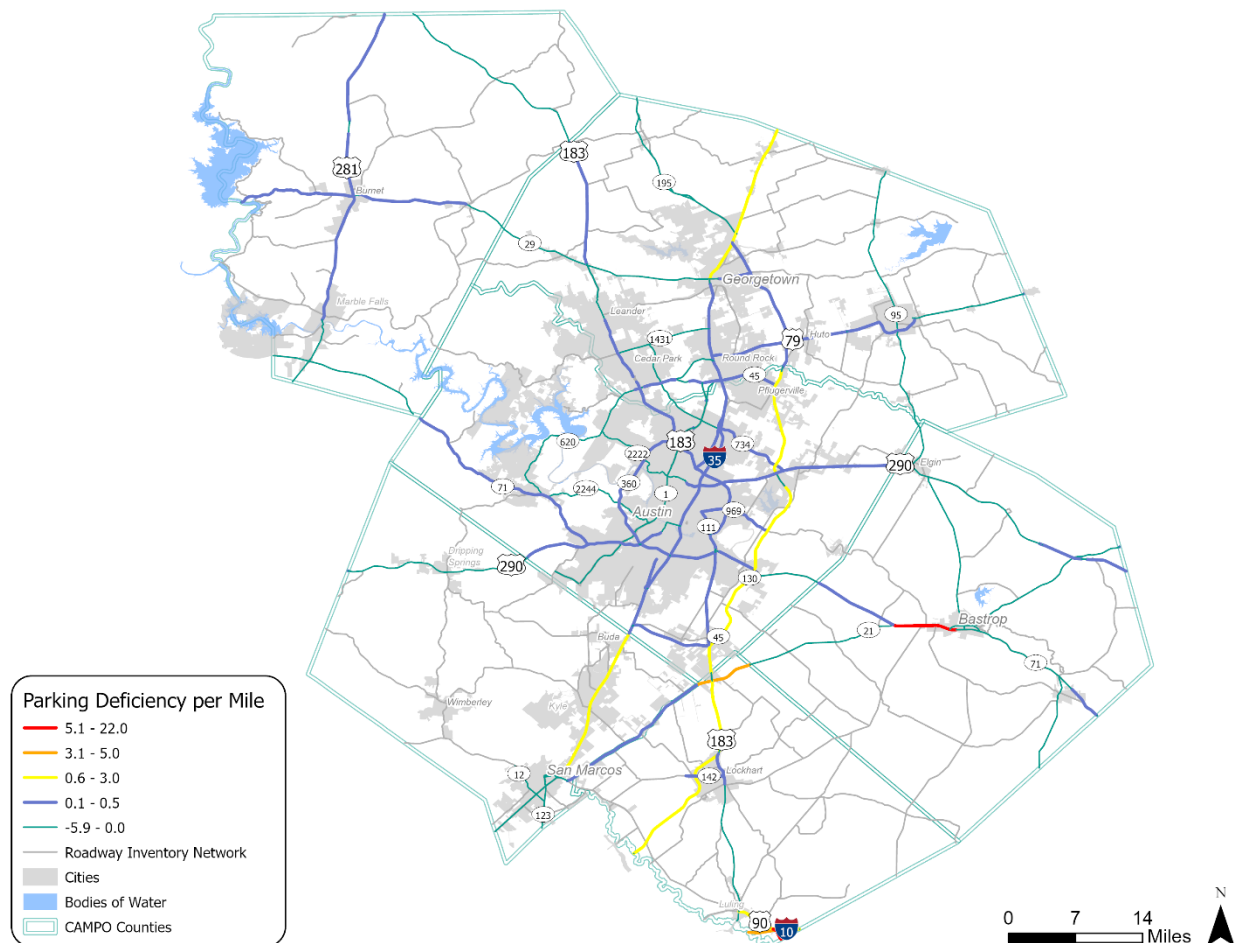 183
281
Burnet
195
29
Georgetown
Marble Falls
Leander
95
1431
79
Hutto
Cedar Park
Round Rock
45
Pflugerville
620
183
734
2222
35
290
Elgin
71
2244
360
1
969
Austin
111
Dripping
Springs
290
130
Bastrop
21
Buda
45
71
Wimberley
Kyle
183
San Marcos
12
142
Lockhart
123
Luling
90
10
Parking Deficiency per Mile
5.1 - 22.0
3.1 - 5.0
0.6 - 3.0
0.1 - 0.5
-5.9 - 0.0
Roadway Inventory Network
Cities
Bodies of Water
CAMPO Counties
N
0 7 14
Miles